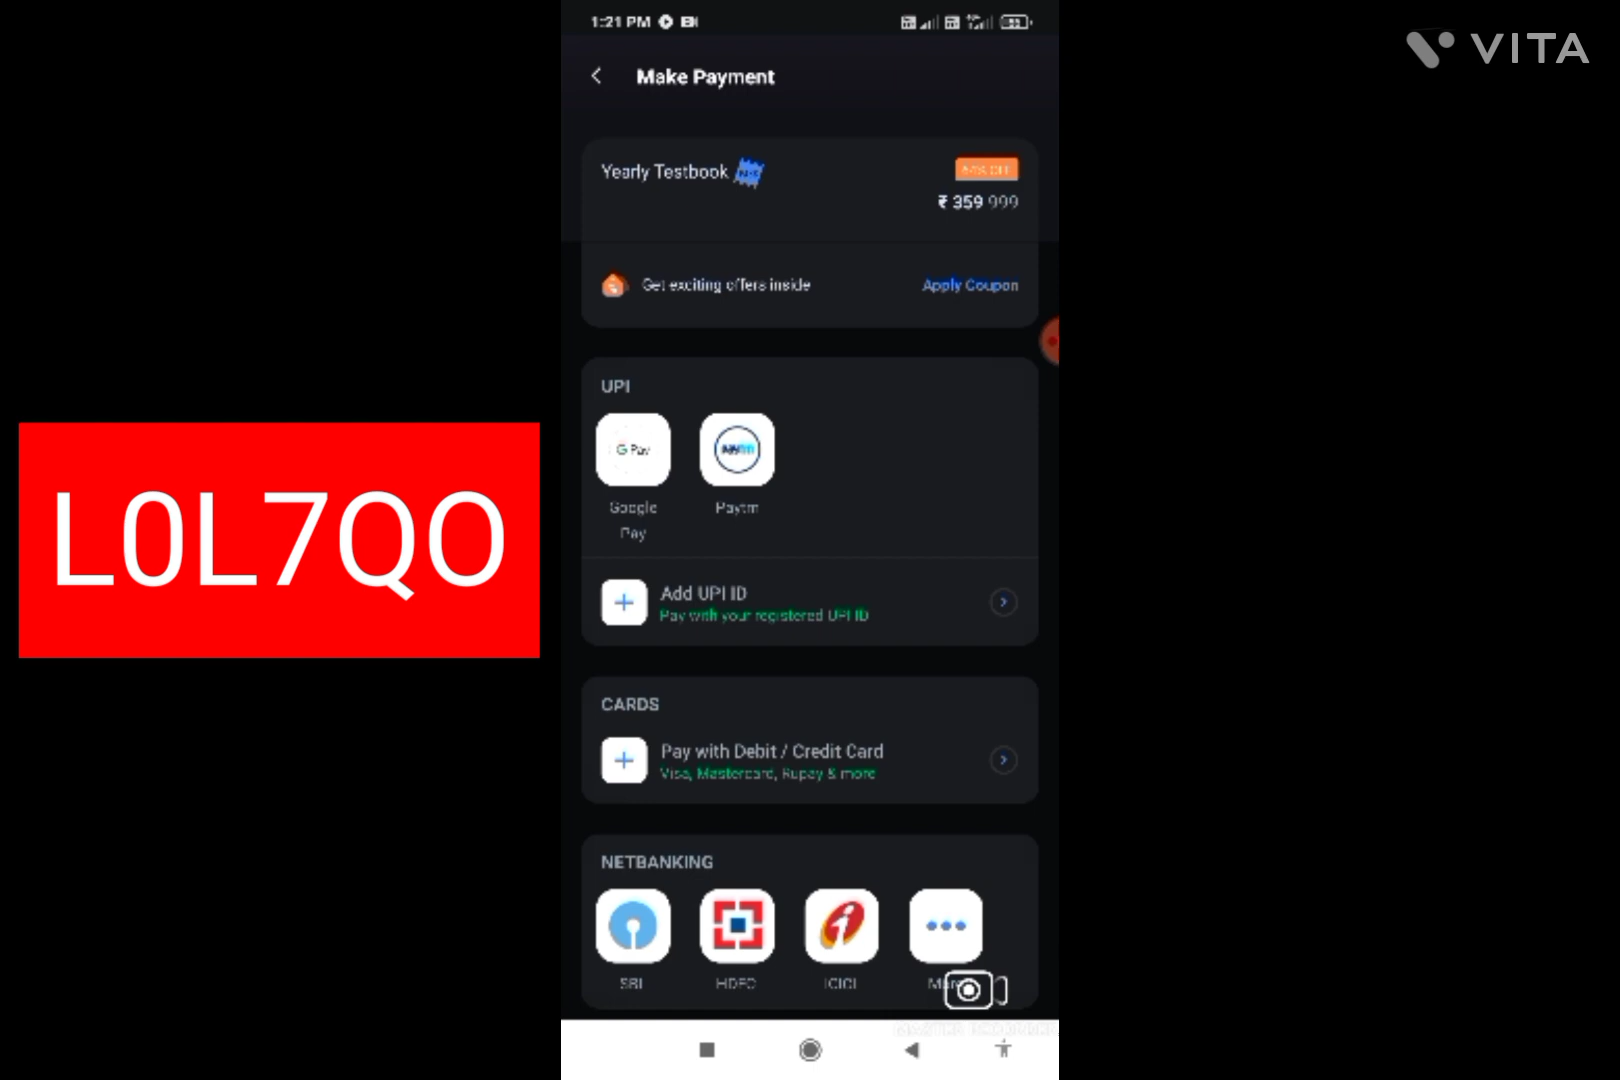 1:21 PM
VITA
Make Payment
Yearly Testbook
₹ 359 999
Get exciting offers inside
Apply Coupon
UPI
G Pay
Paytm
Google
Pay
Paytm
L0L7QO
Add UPI ID
Pay with your registered UPI ID
CARDS
Pay with Debit / Credit Card
Visa, Mastercard, Rupay & more
NETBANKING
SBI
HDFC
ICICI